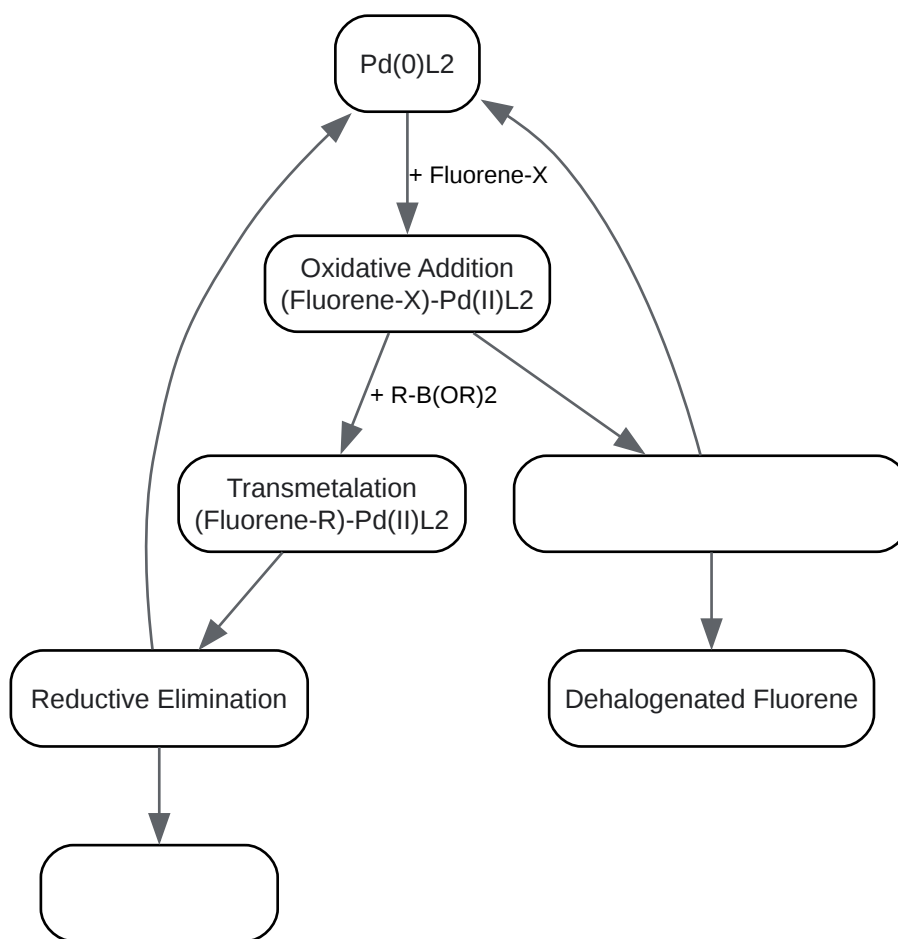 Pd(0)L2
+ Fluorene-X
Oxidative Addition
(Fluorene-X)-Pd(II)L2
+ R-B(OR)2
Transmetalation
(Fluorene-R)-Pd(II)L2
Reductive Elimination
Dehalogenated Fluorene